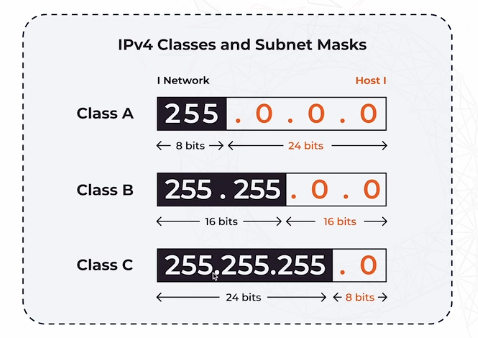 IPv4 Classes and Subnet Masks
I Network Host I
Class A 255 . 0 . 0 . 0
8 bits 24 bits
Class B 255 . 255 . 0 . 0
16 bits 16 bits
Class C 255.255.255 . 0
24 bits 8 bits